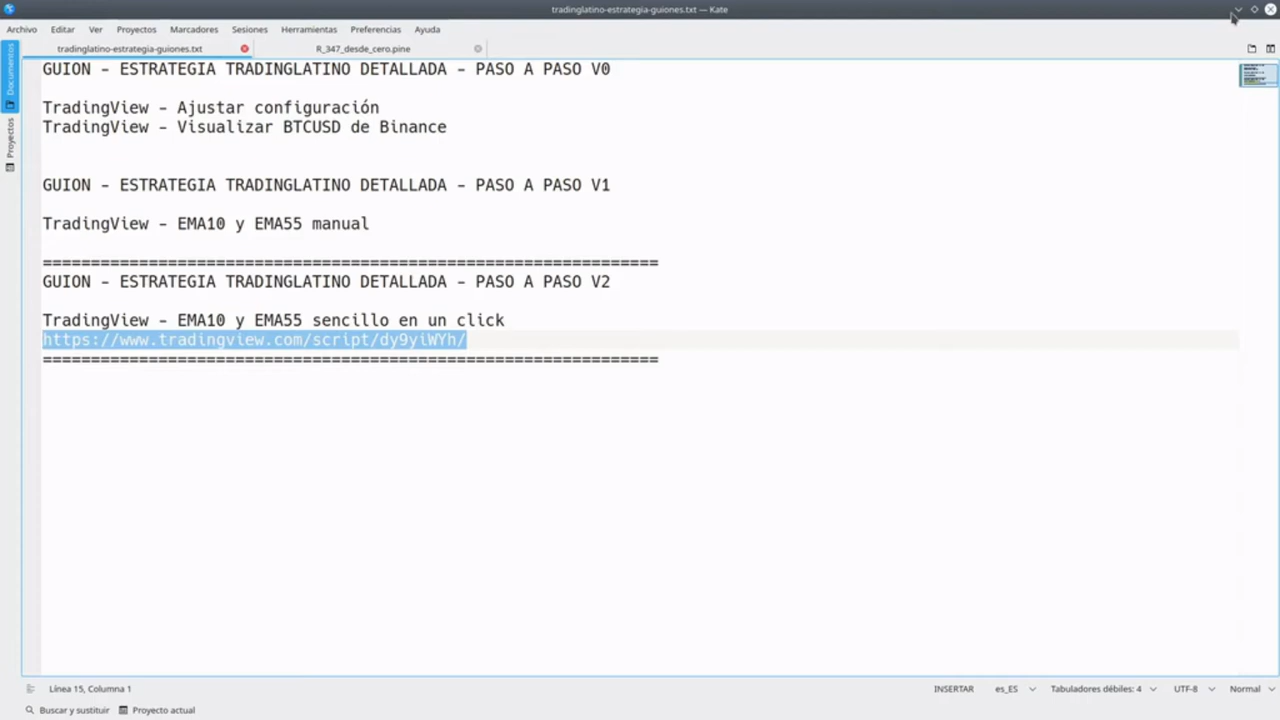 tradinglatino-estrategia-guiones.txt — Kate
Archivo Editar Ver Proyectos Marcadores Sesiones Herramientas Preferencias Ayuda
tradinglatino-estrategia-guiones.txt R_347_desde_cero.pine
Documentos
Proyectos
GUION - ESTRATEGIA TRADINGLATINO DETALLADA - PASO A PASO V0
TradingView - Ajustar configuración
TradingView - Visualizar BTCUSD de Binance
GUION - ESTRATEGIA TRADINGLATINO DETALLADA - PASO A PASO V1
TradingView - EMA10 y EMA55 manual
================================================================
GUION - ESTRATEGIA TRADINGLATINO DETALLADA - PASO A PASO V2
TradingView - EMA10 y EMA55 sencillo en un click
https://www.tradingview.com/script/dy9yiWYh/
================================================================
Línea 15, Columna 1 INSERTAR es_ES Tabuladores débiles: 4 UTF-8 Normal
Buscar y sustituir Proyecto actual